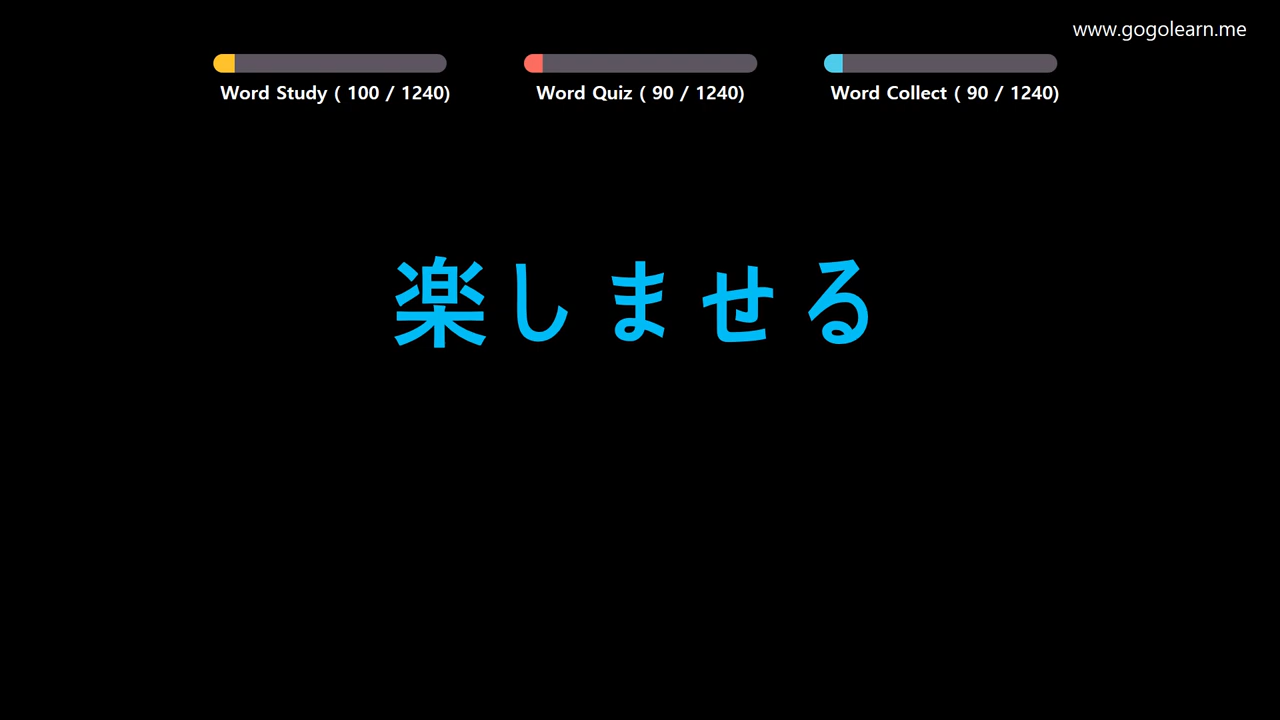 www.gogolearn.me
Word Study ( 100 / 1240)
Word Quiz ( 90 / 1240)
Word Collect ( 90 / 1240)
楽しませる